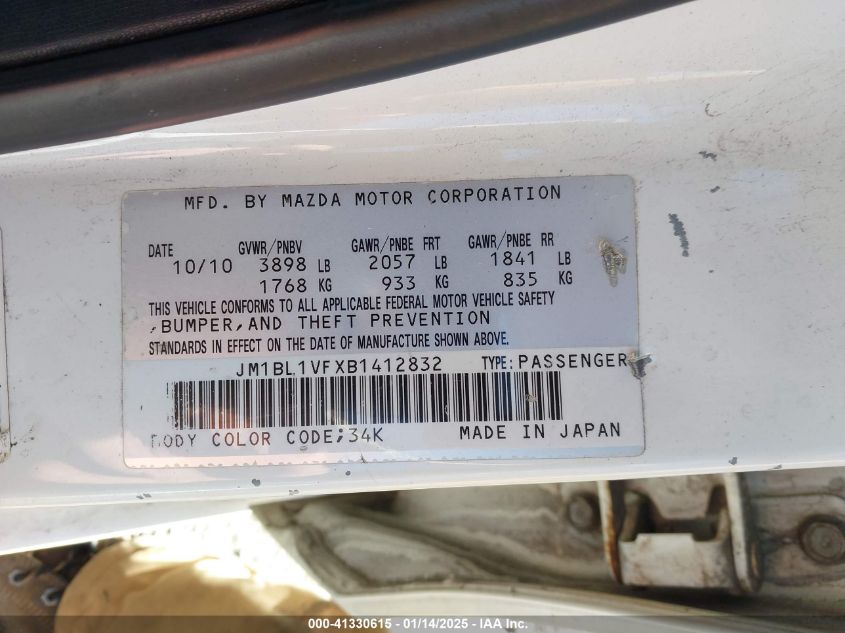 MFD. BY MAZDA MOTOR CORPORATION
DATE GVWR/PNBV GAWR/PNBE FRT GAWR/PNBE RR
10/10 3898 LB 2057 LB 1841 LB
1768 KG 933 KG 835 KG
THIS VEHICLE CONFORMS TO ALL APPLICABLE FEDERAL MOTOR VEHICLE SAFETY
,BUMPER,AND THEFT PREVENTION
STANDARDS IN EFFECT ON THE DATE OF MANUFACTURE SHOWN ABOVE.
JM1BL1VFXB1412832 TYPE:PASSENGER
BODY COLOR CODE;34K MADE IN JAPAN
000-41330615 - 01/14/2025 - IAA Inc.